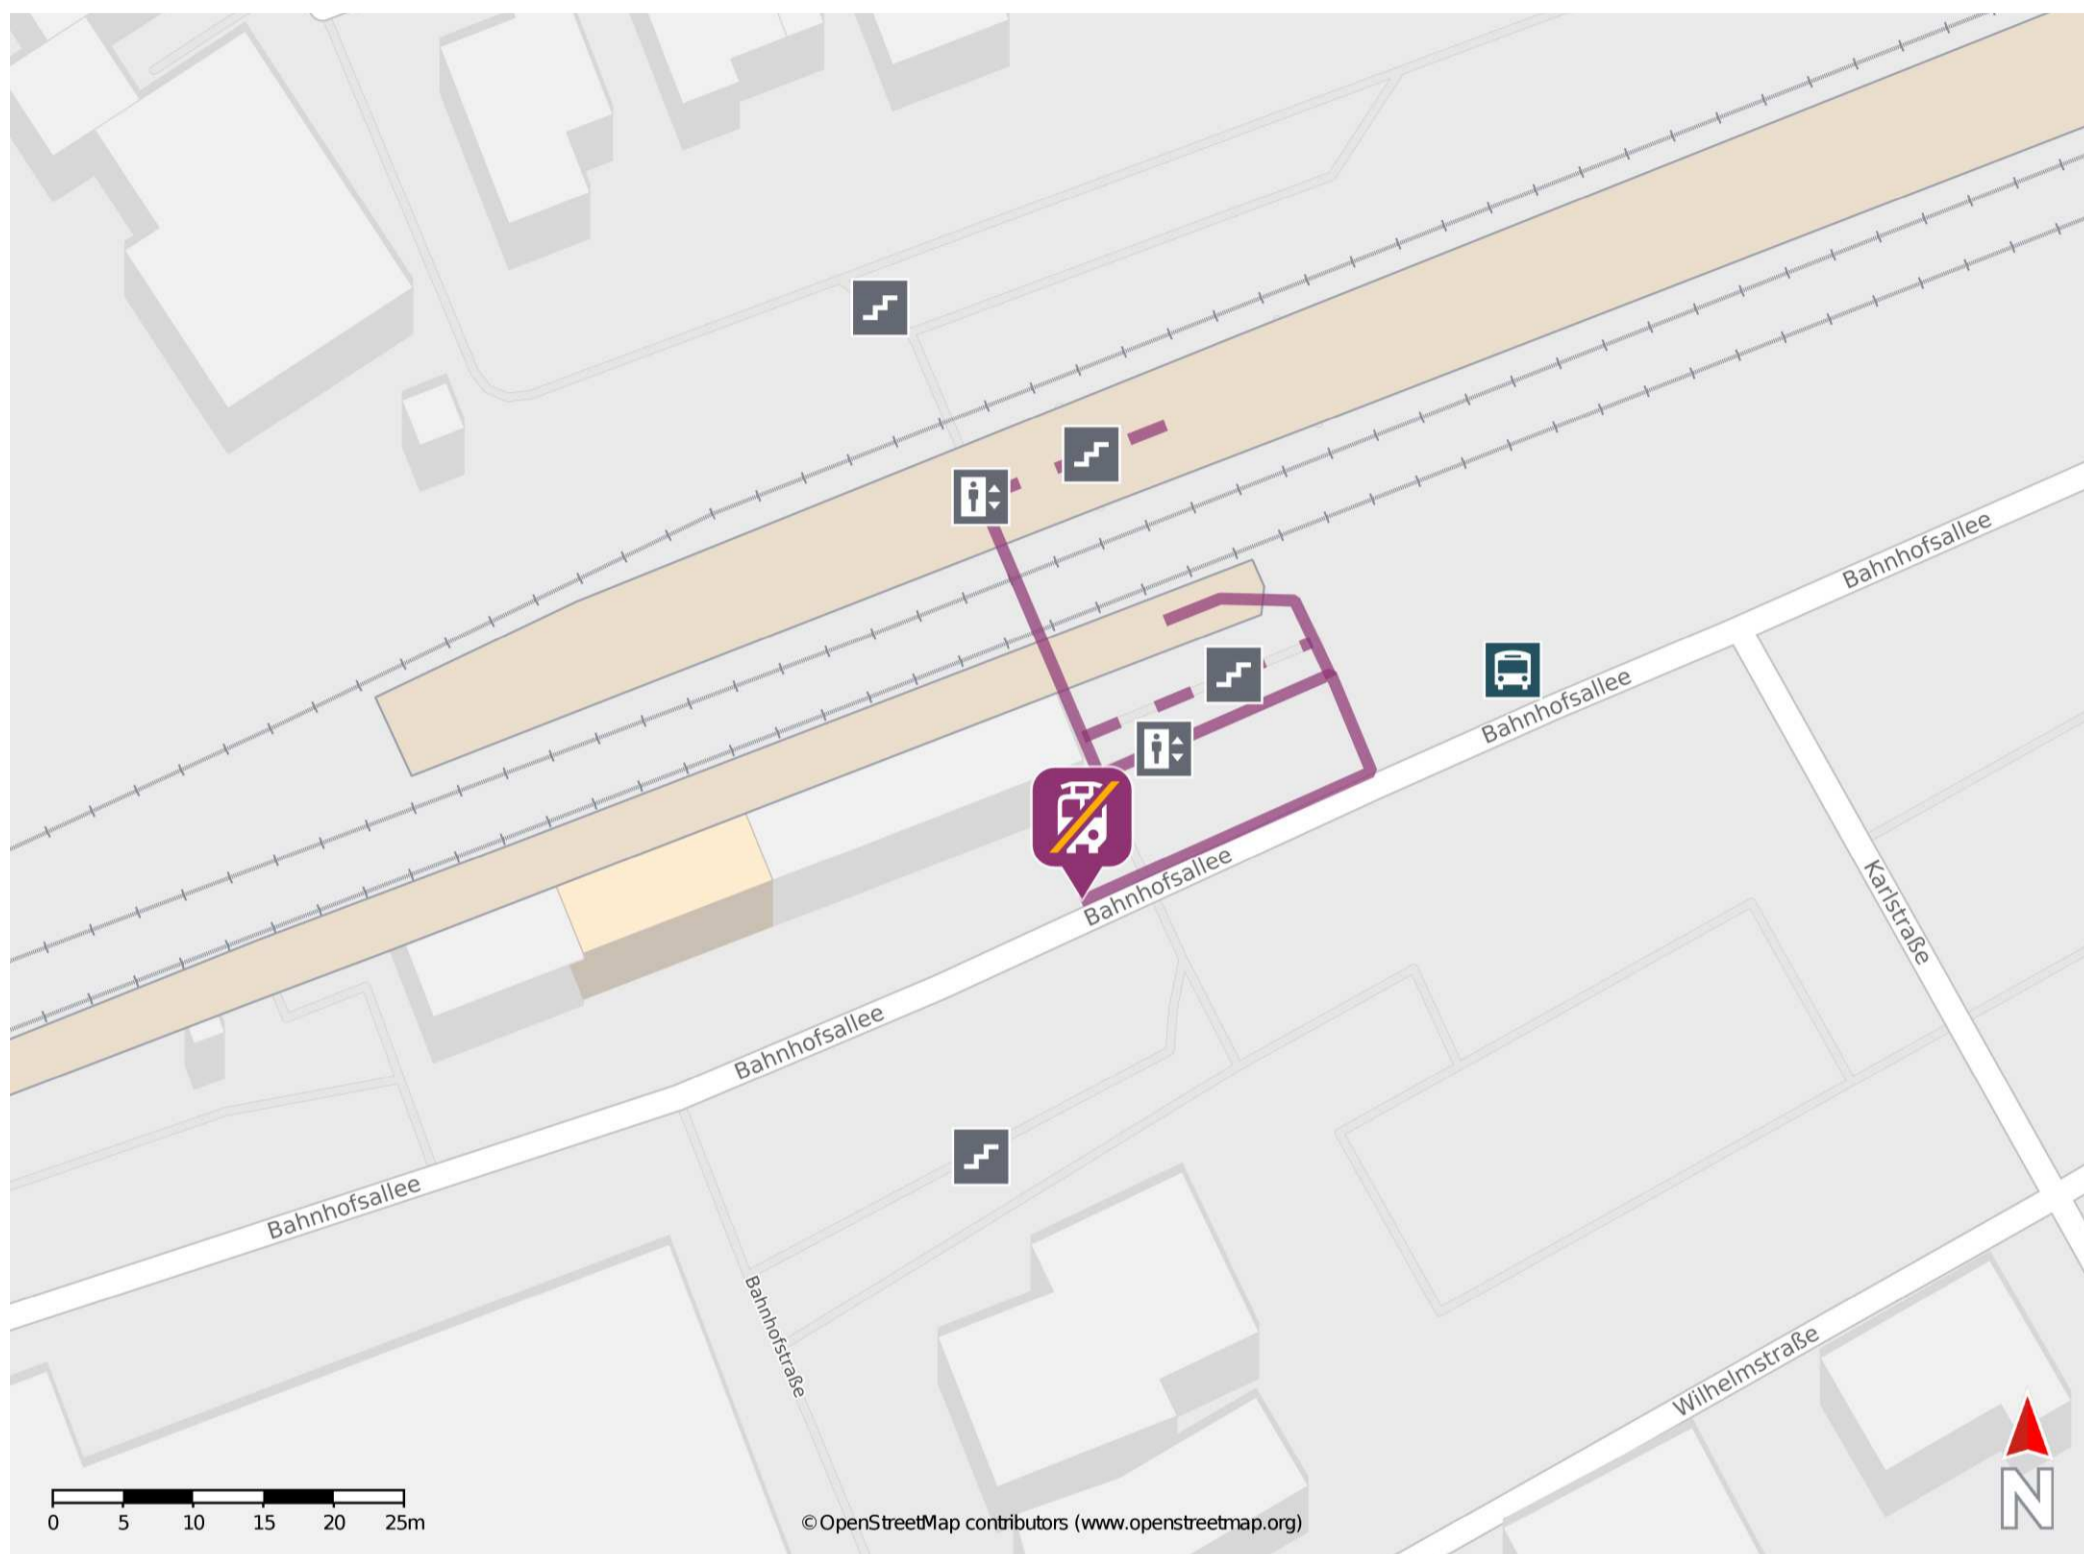 Bahnhofsallee
Bahnhofsallee
Bahnhofsallee
Karlstraße
Bahnhofsallee
Bahnhofsallee
Bahnhofstraße
Wilhelmstraße
N
0 5 10 15 20 25m
© OpenStreetMap contributors (www.openstreetmap.org)